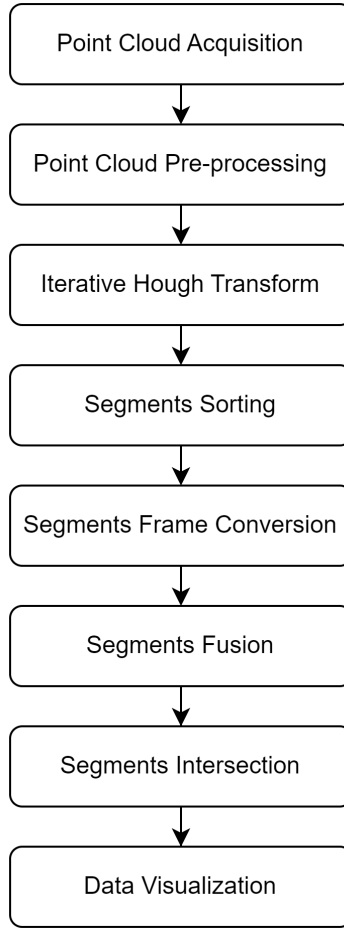 Point Cloud Acquisition
Point Cloud Pre-processing
Iterative Hough Transform
Segments Sorting
Segments Frame Conversion
Segments Fusion
Segments Intersection
Data Visualization